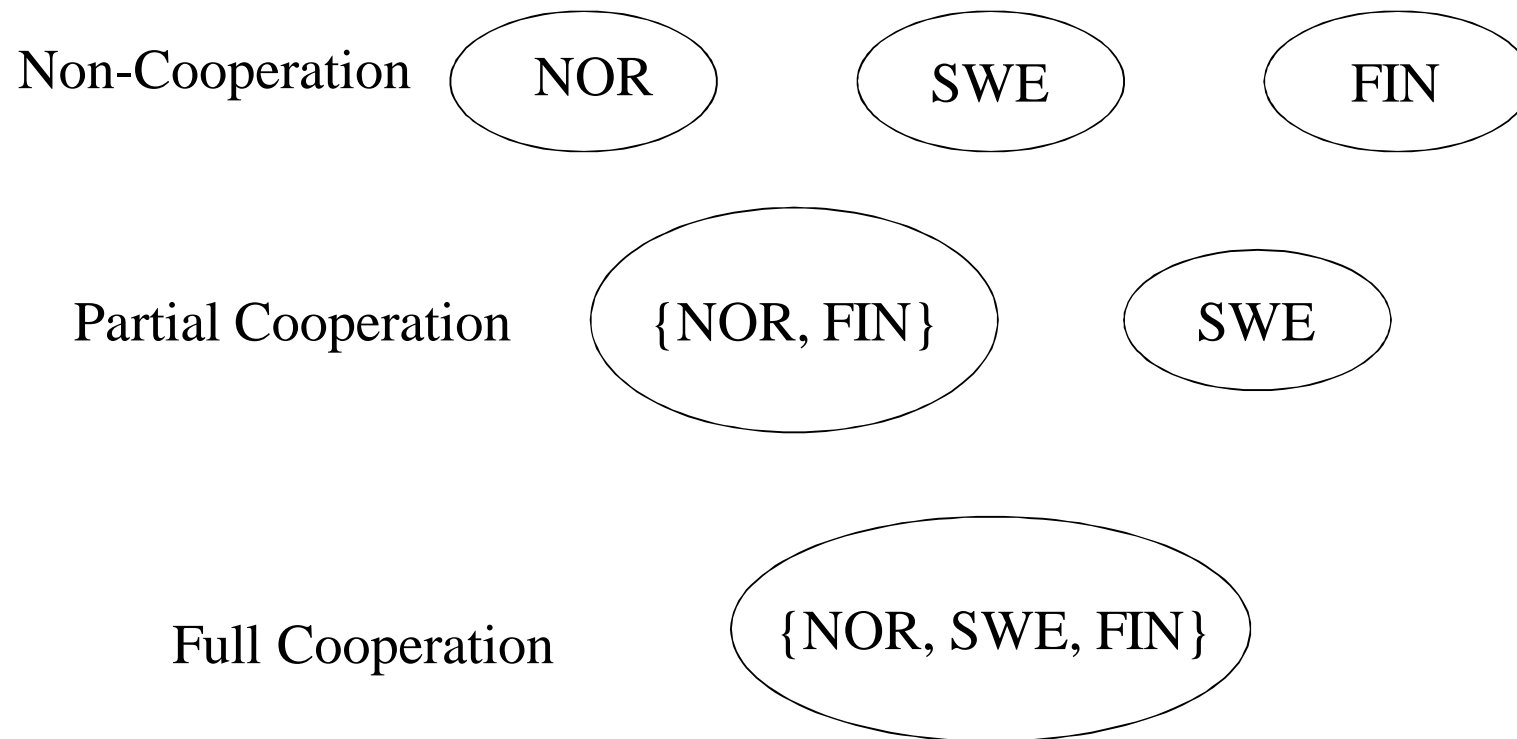 Non-Cooperation NOR SWE FIN
Partial Cooperation {NOR, FIN} SWE
Full Cooperation {NOR, SWE, FIN}